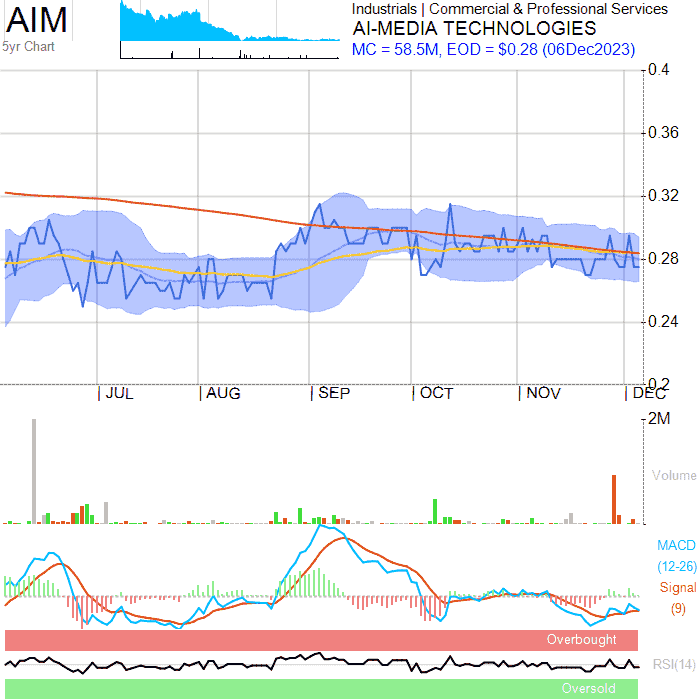 AIM
5yr Chart
Industrials | Commercial & Professional Services
AI-MEDIA TECHNOLOGIES
MC = 58.5M, EOD = $0.28 (06Dec2023)
0.4
0.36
0.32
0.28
0.24
0.2
JUL
AUG
SEP
OCT
NOV
DEC
2M
Volume
MACD
(12-26)
Signal
(9)
Overbought
RSI(14)
Oversold